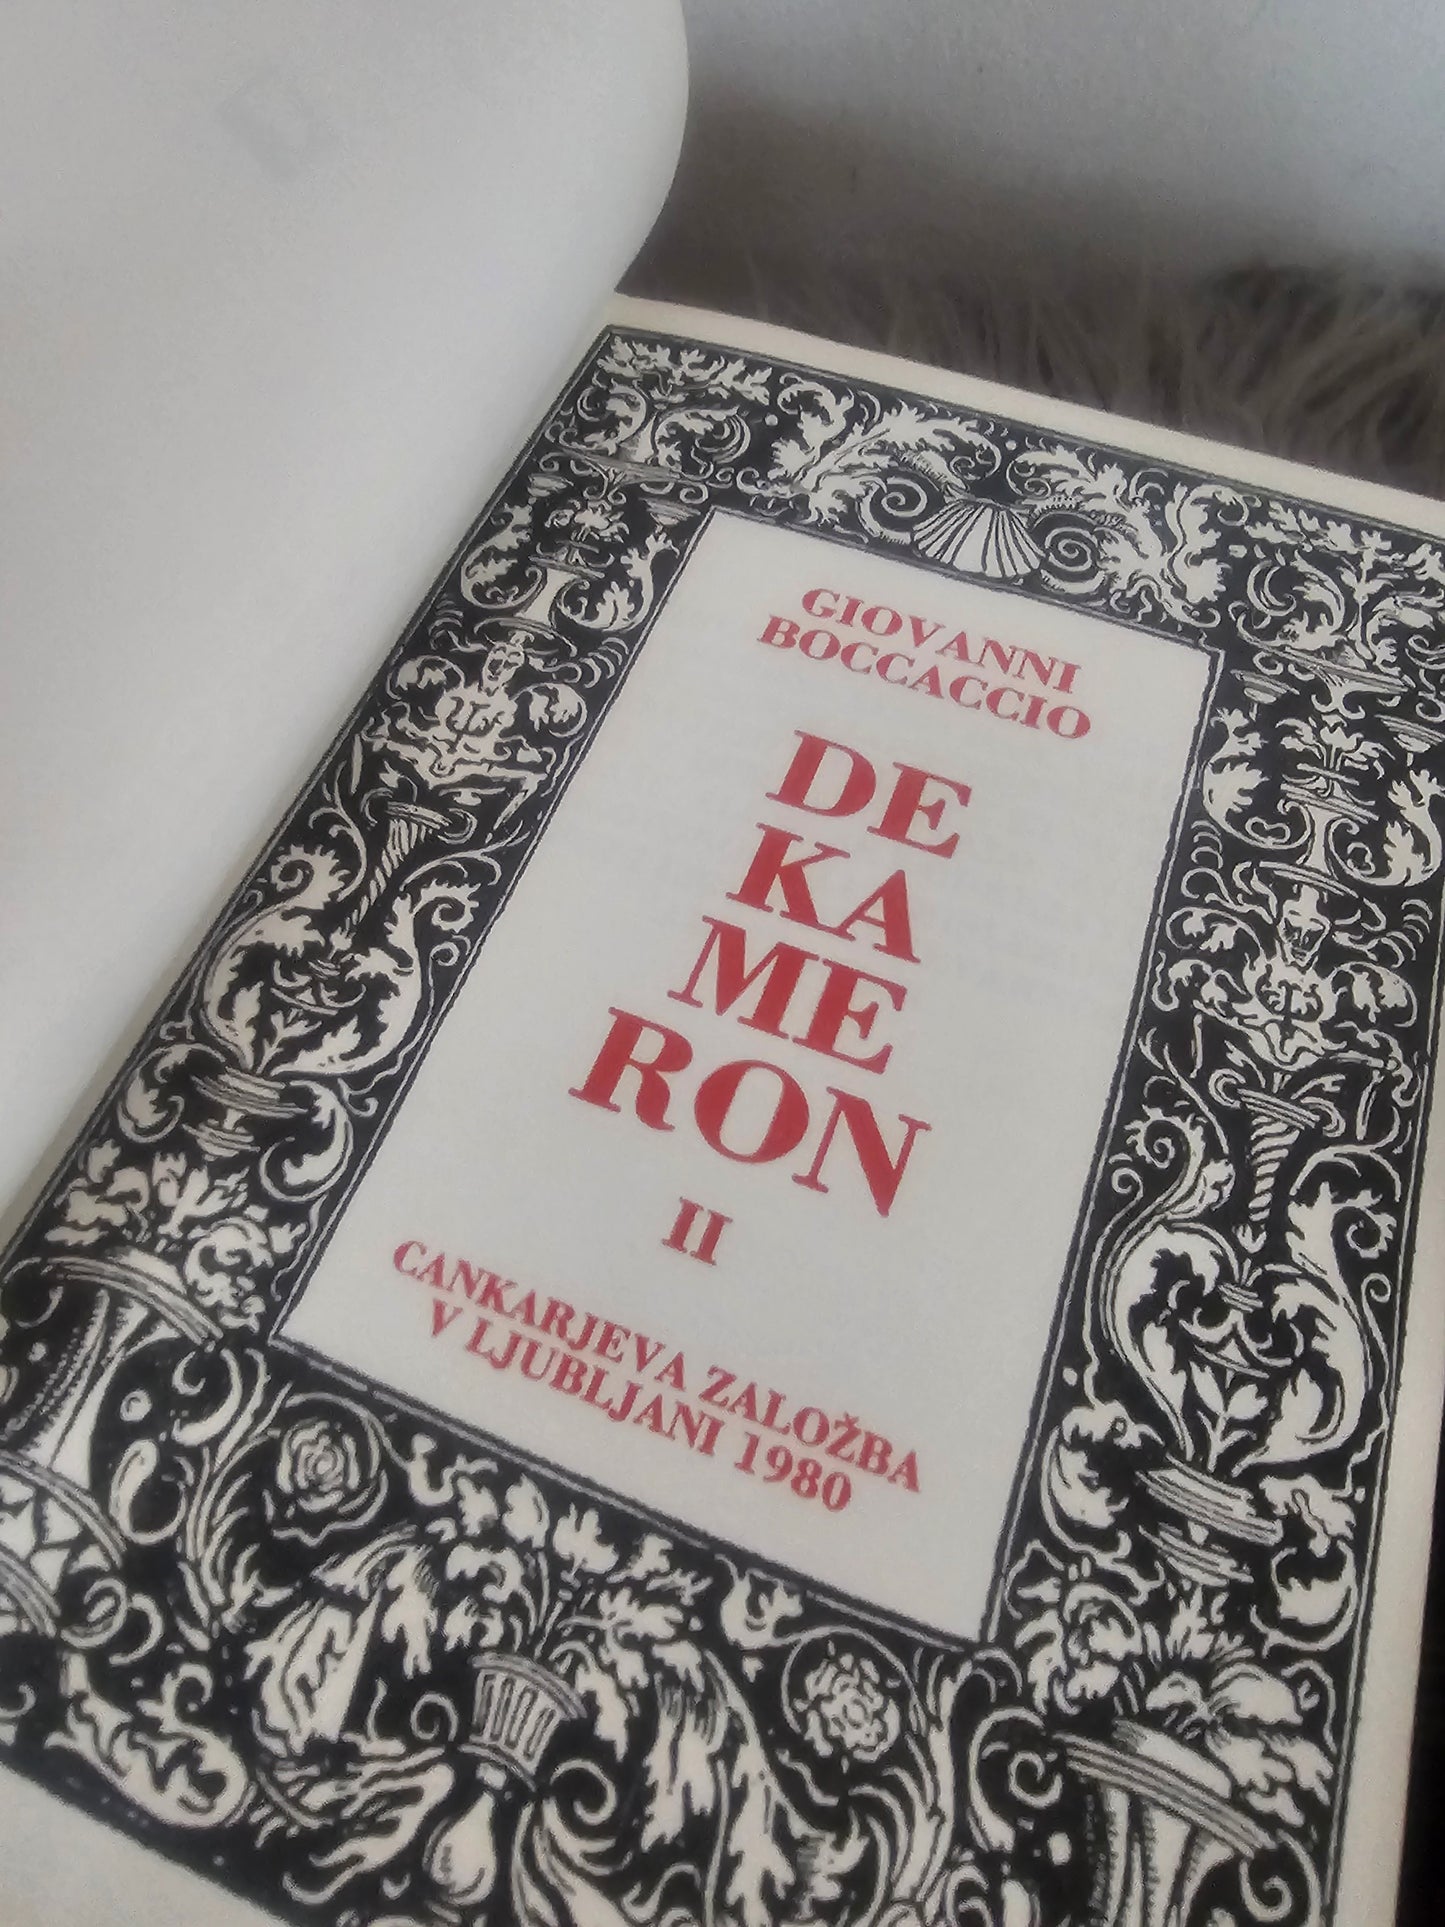 GIOVANNI
BOCCACCIO
DE
KA
ME
RON
II
CANKARJEVA ZALOŽBA
V LJUBLJANI 1980